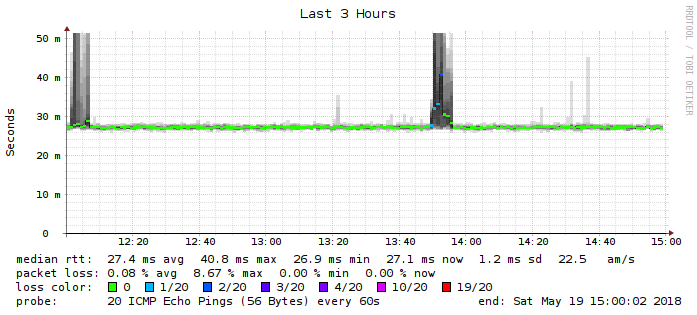 Last 3 Hours
RRDTOOL / TOBI OETIKER
Seconds
50 m
40 m
30 m
20 m
10 m
0
12:20 12:40 13:00 13:20 13:40 14:00 14:20 14:40 15:00
median rtt: 27.4 ms avg 40.8 ms max 26.9 ms min 27.1 ms now 1.2 ms sd 22.5 am/s
packet loss: 0.08 % avg 8.67 % max 0.00 % min 0.00 % now
loss color: 0 1/20 2/20 3/20 4/20 10/20 19/20
probe: 20 ICMP Echo Pings (56 Bytes) every 60s end: Sat May 19 15:00:02 2018